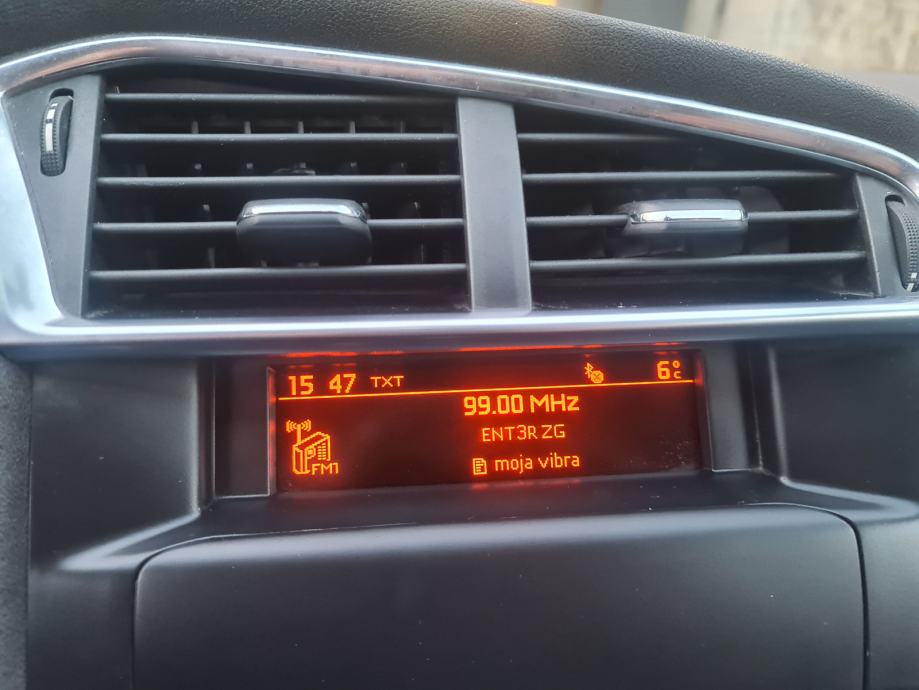 15 47 TXT 6°C
99.00 MHz
ENT3R ZG
FM1
moja vibra